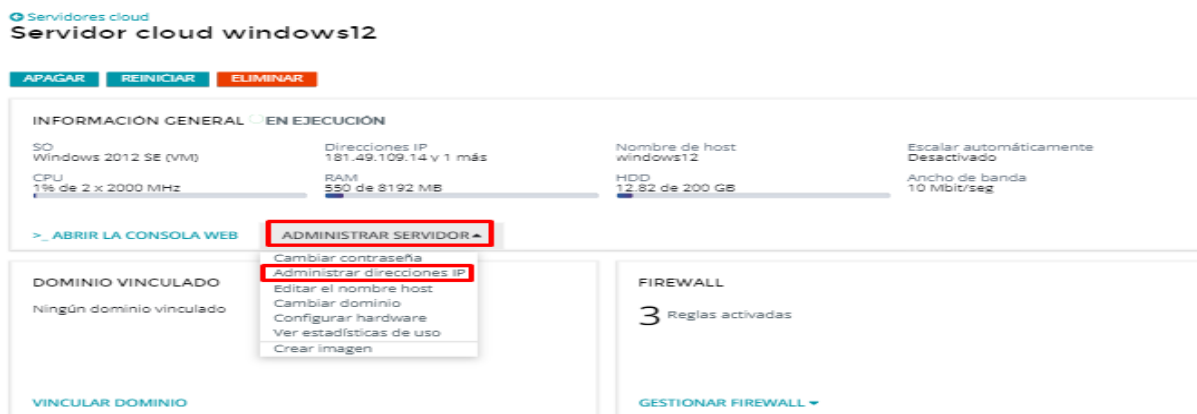 Servidores cloud
Servidor cloud windows12
APAGAR REINICIAR ELIMINAR
INFORMACIÓN GENERAL EN EJECUCIÓN
SO Direcciones IP Nombre de host Escalar automáticamente
Windows 2012 SE (VM) 181.49.109.14 y 1 más windows12 Desactivado
CPU RAM HDD Ancho de banda
1% de 2 x 2000 MHz 550 de 8192 MB 12.82 de 200 GB 10 Mbit/seg
>_ ABRIR LA CONSOLA WEB ADMINISTRAR SERVIDOR
Cambiar contraseña
Administrar direcciones IP
Editar el nombre host
Cambiar dominio
Configurar hardware
Ver estadísticas de uso
Crear imagen
DOMINIO VINCULADO
Ningún dominio vinculado
VINCULAR DOMINIO
FIREWALL
3 Reglas activadas
GESTIONAR FIREWALL